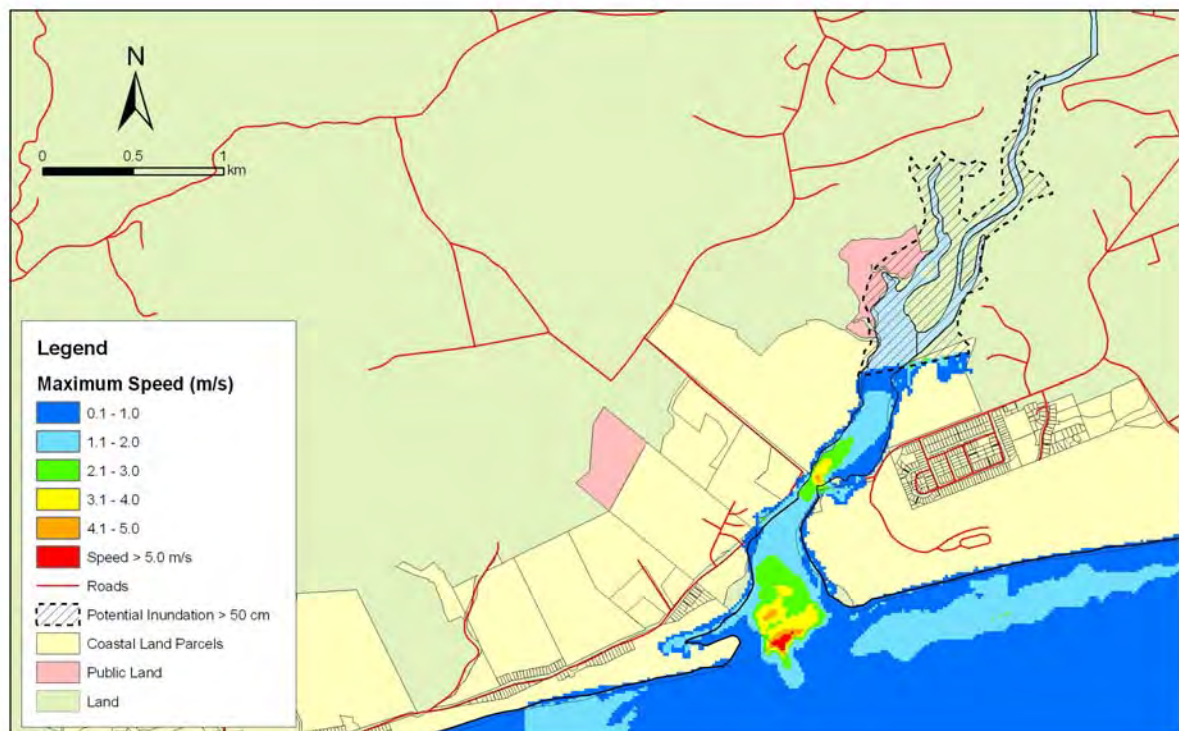 N
0 0.5 1
km
Legend
Maximum Speed (m/s)
0.1 - 1.0
1.1 - 2.0
2.1 - 3.0
3.1 - 4.0
4.1 - 5.0
Speed > 5.0 m/s
Roads
Potential Inundation > 50 cm
Coastal Land Parcels
Public Land
Land